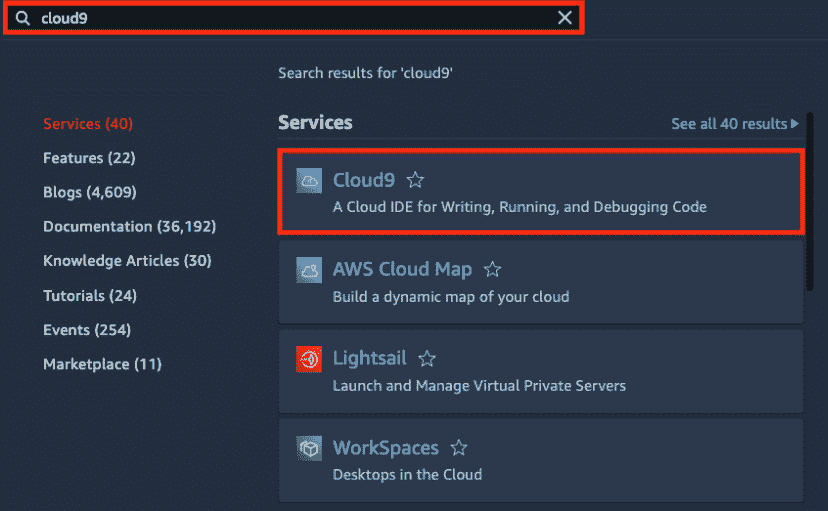 cloud9
Search results for 'cloud9'
Services (40)
Features (22)
Blogs (4,609)
Documentation (36,192)
Knowledge Articles (30)
Tutorials (24)
Events (254)
Marketplace (11)
Services
See all 40 results
Cloud9
A Cloud IDE for Writing, Running, and Debugging Code
AWS Cloud Map
Build a dynamic map of your cloud
Lightsail
Launch and Manage Virtual Private Servers
WorkSpaces
Desktops in the Cloud